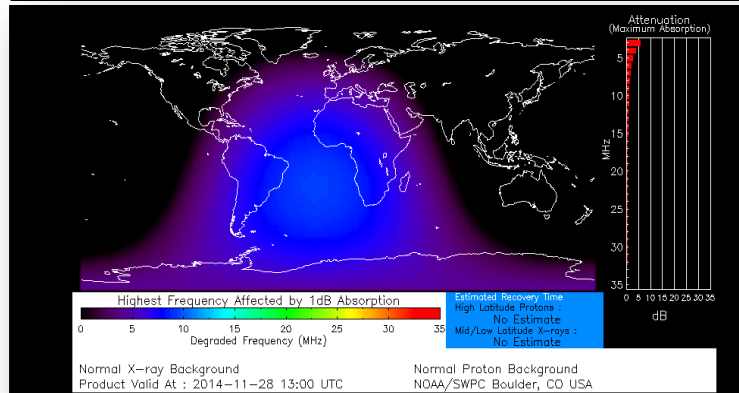 Attenuation
(Maximum Absorption)
5
10
15
20
25
30
35
MHz
0 5 10 15 20 25 30 35
dB
Highest Frequency Affected by 1dB Absorption
0 5 10 15 20 25 30 35
Degraded Frequency (MHz)
Estimated Recovery Time
High Latitude Protons :
No Estimate
Mid/Low Latitude X-rays :
No Estimate
Normal X-ray Background
Product Valid At : 2014-11-28 13:00 UTC
Normal Proton Background
NOAA/SWPC Boulder, CO USA